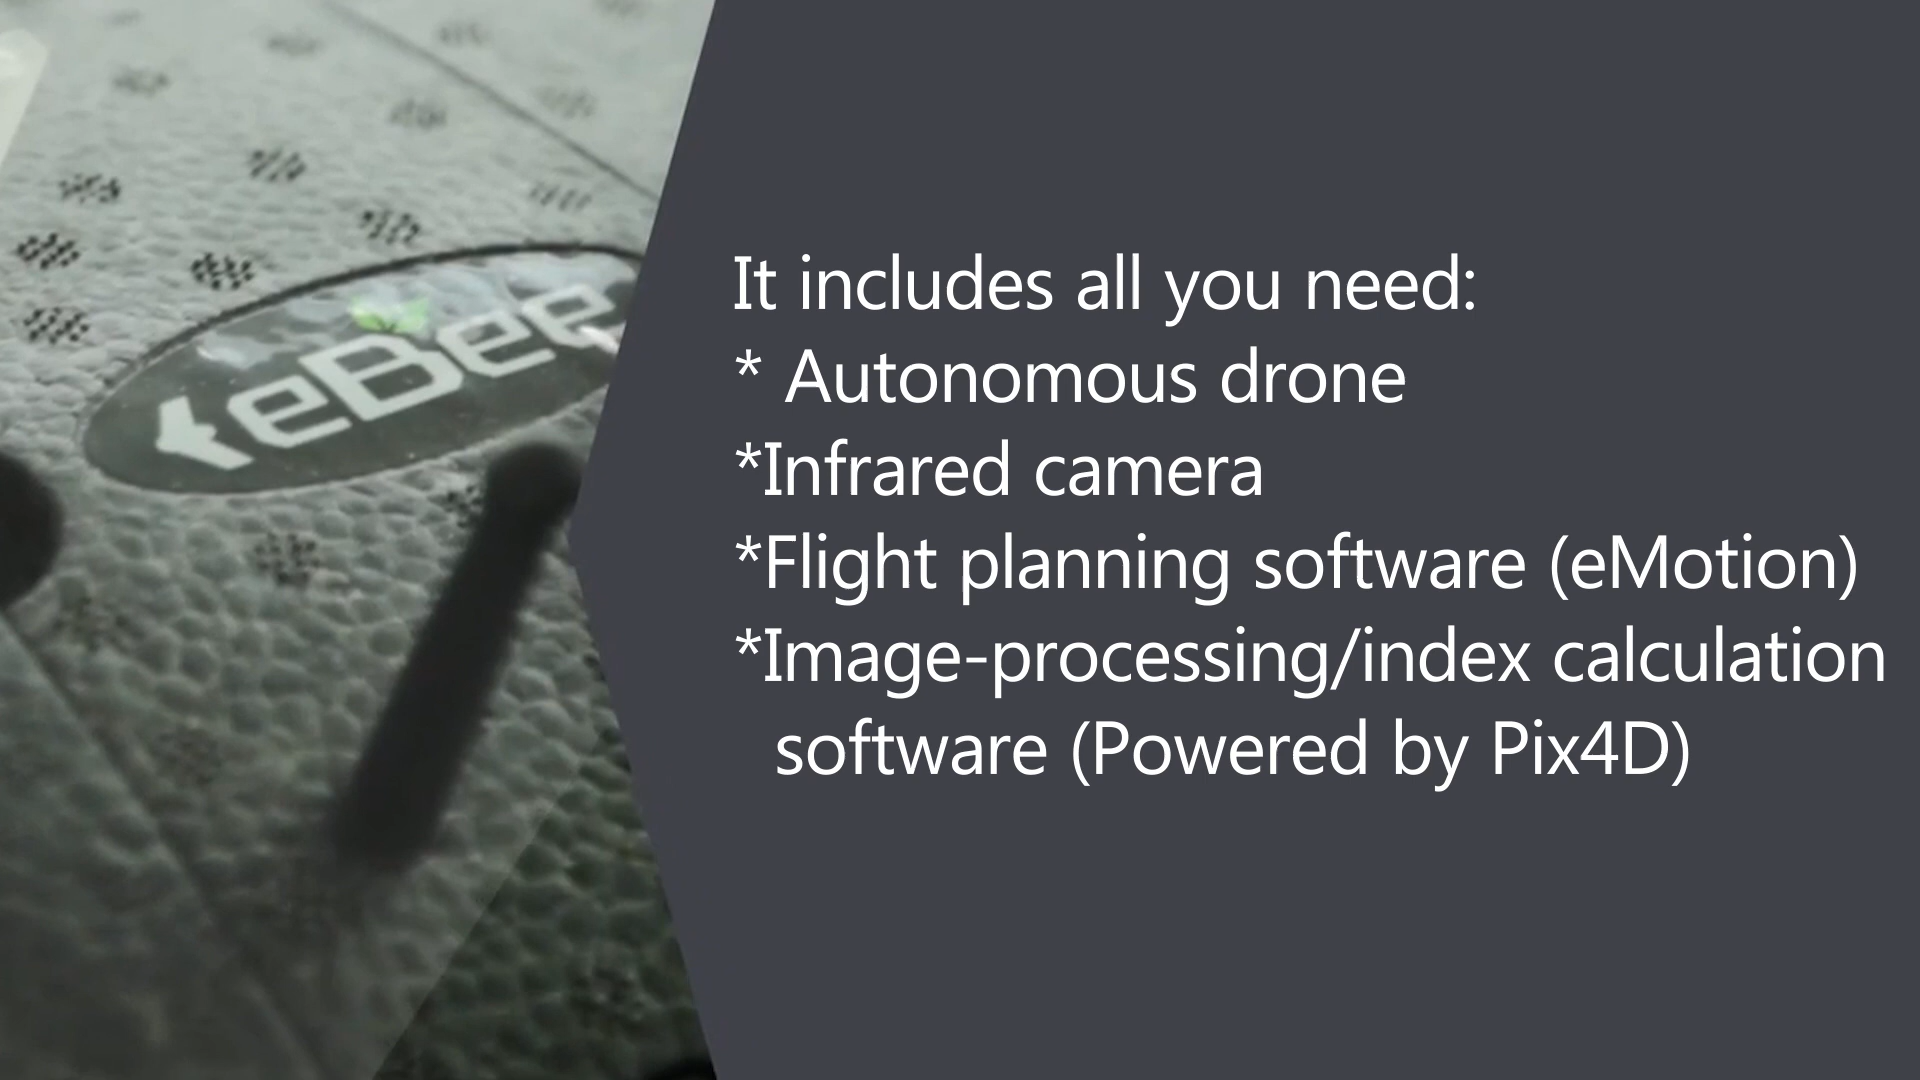 eBee
It includes all you need:
* Autonomous drone
*Infrared camera
*Flight planning software (eMotion)
*Image-processing/index calculation
software (Powered by Pix4D)